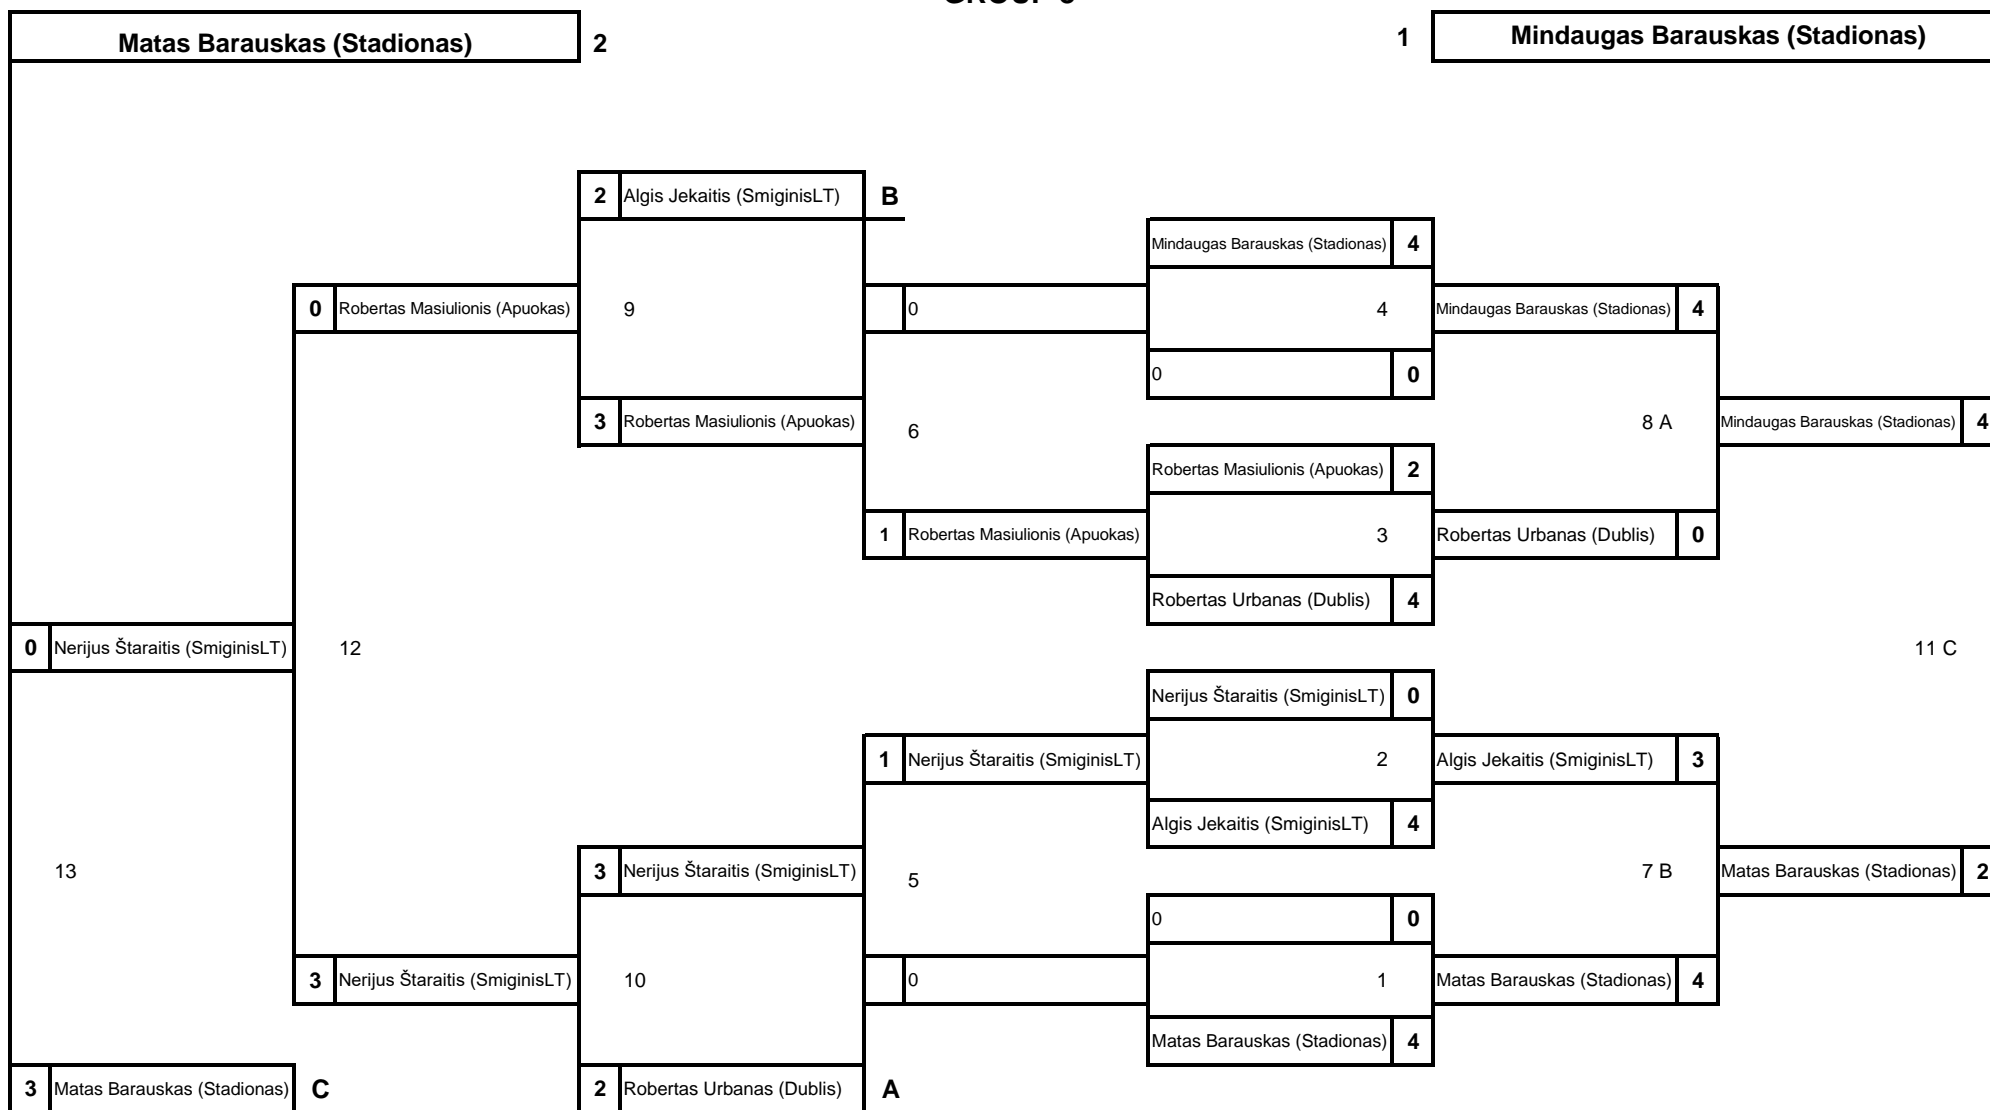 Matas Barauskas (Stadionas) 2 1 Mindaugas Barauskas (Stadionas)
2 Algis Jekaitis (SmiginisLT) B
Mindaugas Barauskas (Stadionas) 4
0 Robertas Masiulionis (Apuokas) 9 0 4 Mindaugas Barauskas (Stadionas) 4
0 0
3 Robertas Masiulionis (Apuokas) 6 8 A Mindaugas Barauskas (Stadionas) 4
Robertas Masiulionis (Apuokas) 2
1 Robertas Masiulionis (Apuokas) 3 Robertas Urbanas (Dublis) 0
Robertas Urbanas (Dublis) 4
0 Nerijus Štaraitis (SmiginisLT) 12 11 C
Nerijus Štaraitis (SmiginisLT) 0
1 Nerijus Štaraitis (SmiginisLT) 2 Algis Jekaitis (SmiginisLT) 3
Algis Jekaitis (SmiginisLT) 4
13 3 Nerijus Štaraitis (SmiginisLT) 5 7 B Matas Barauskas (Stadionas) 2
0 0
3 Nerijus Štaraitis (SmiginisLT) 10 0 1 Matas Barauskas (Stadionas) 4
Matas Barauskas (Stadionas) 4
3 Matas Barauskas (Stadionas) C 2 Robertas Urbanas (Dublis) A